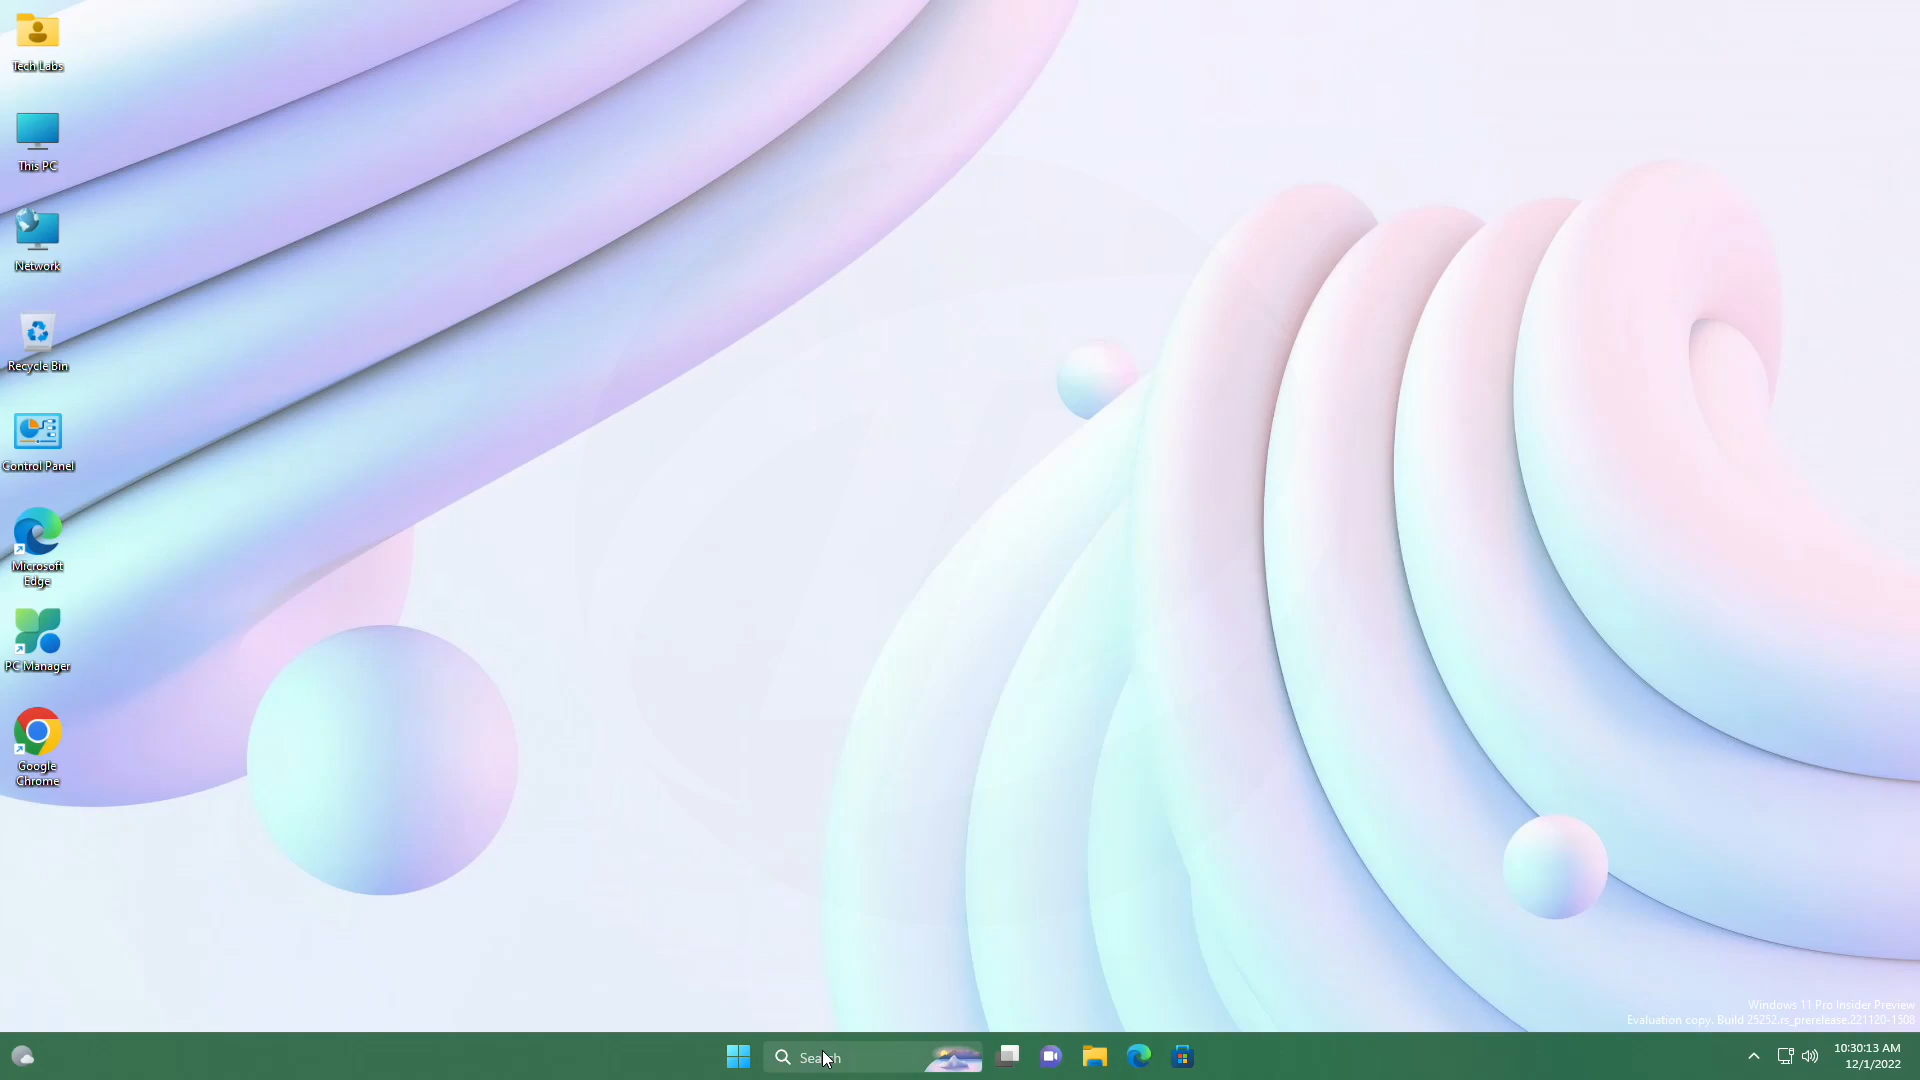 Tech Labs
This PC
Network
Recycle Bin
Control Panel
Microsoft
Edge
PC Manager
Google
Chrome
Windows 11 Pro Insider Preview
Evaluation copy. Build 25252.rs_prerelease.221120-1508
Search
10:30:13 AM
12/1/2022